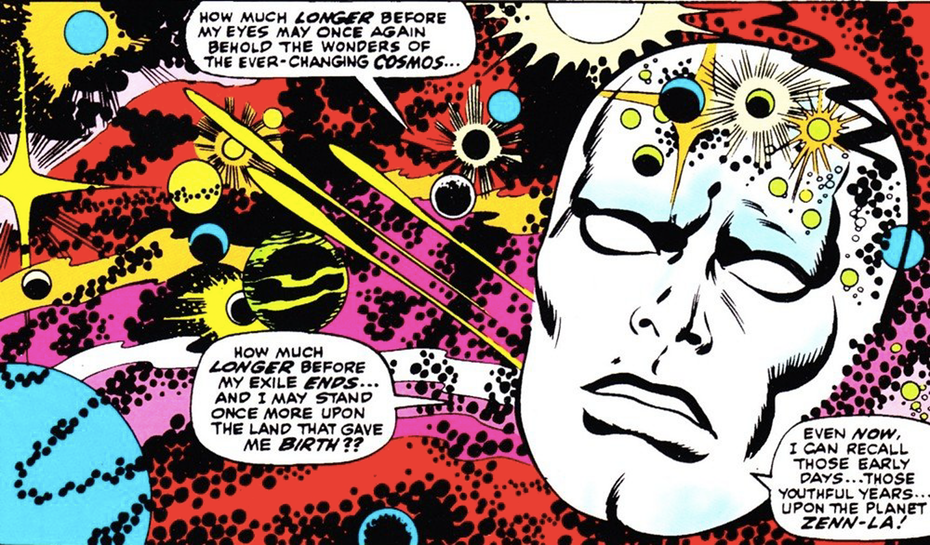 HOW MUCH LONGER BEFORE
MY EYES MAY ONCE AGAIN
BEHOLD THE WONDERS OF
THE EVER-CHANGING COSMOS...
HOW MUCH
LONGER BEFORE
MY EXILE ENDS...
AND I MAY STAND
ONCE MORE UPON
THE LAND THAT GAVE
ME BIRTH??
EVEN NOW,
I CAN RECALL
THOSE EARLY
DAYS...THOSE
YOUTHFUL YEARS...
UPON THE PLANET
ZENN-LA!